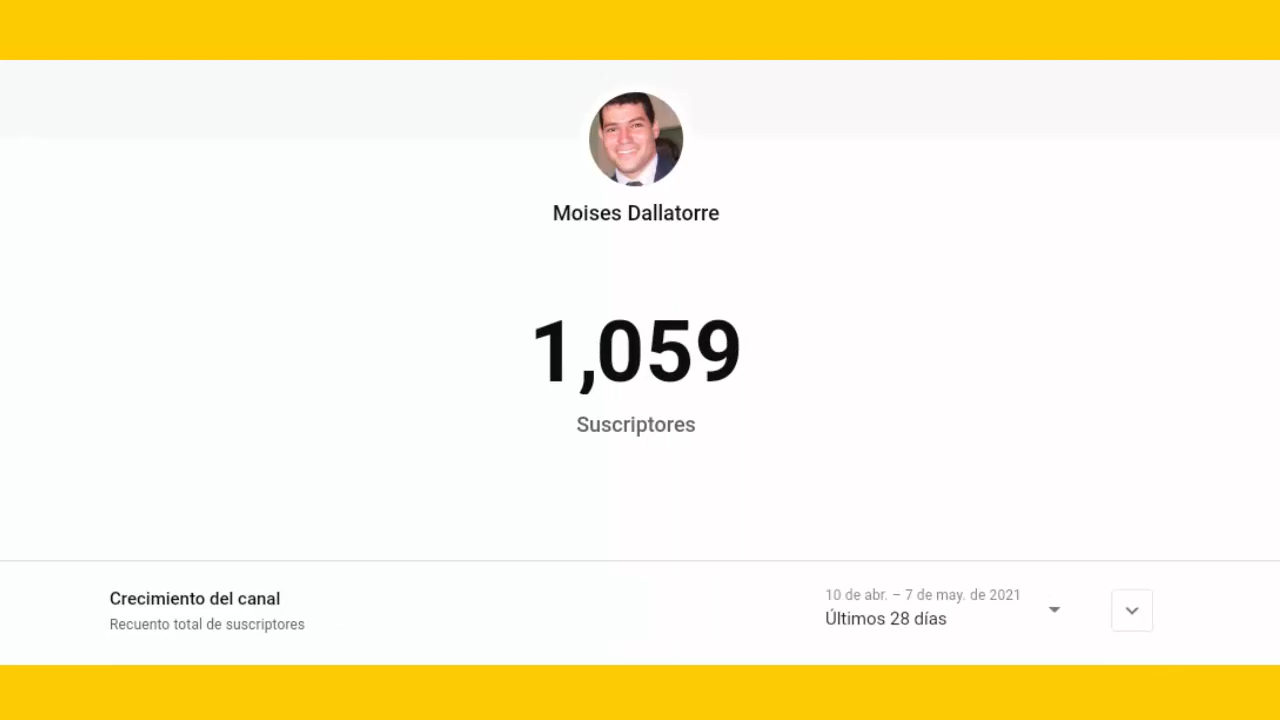 Moises Dallatorre
1,059
Suscriptores
Crecimiento del canal
Recuento total de suscriptores
10 de abr. – 7 de may. de 2021
Últimos 28 días